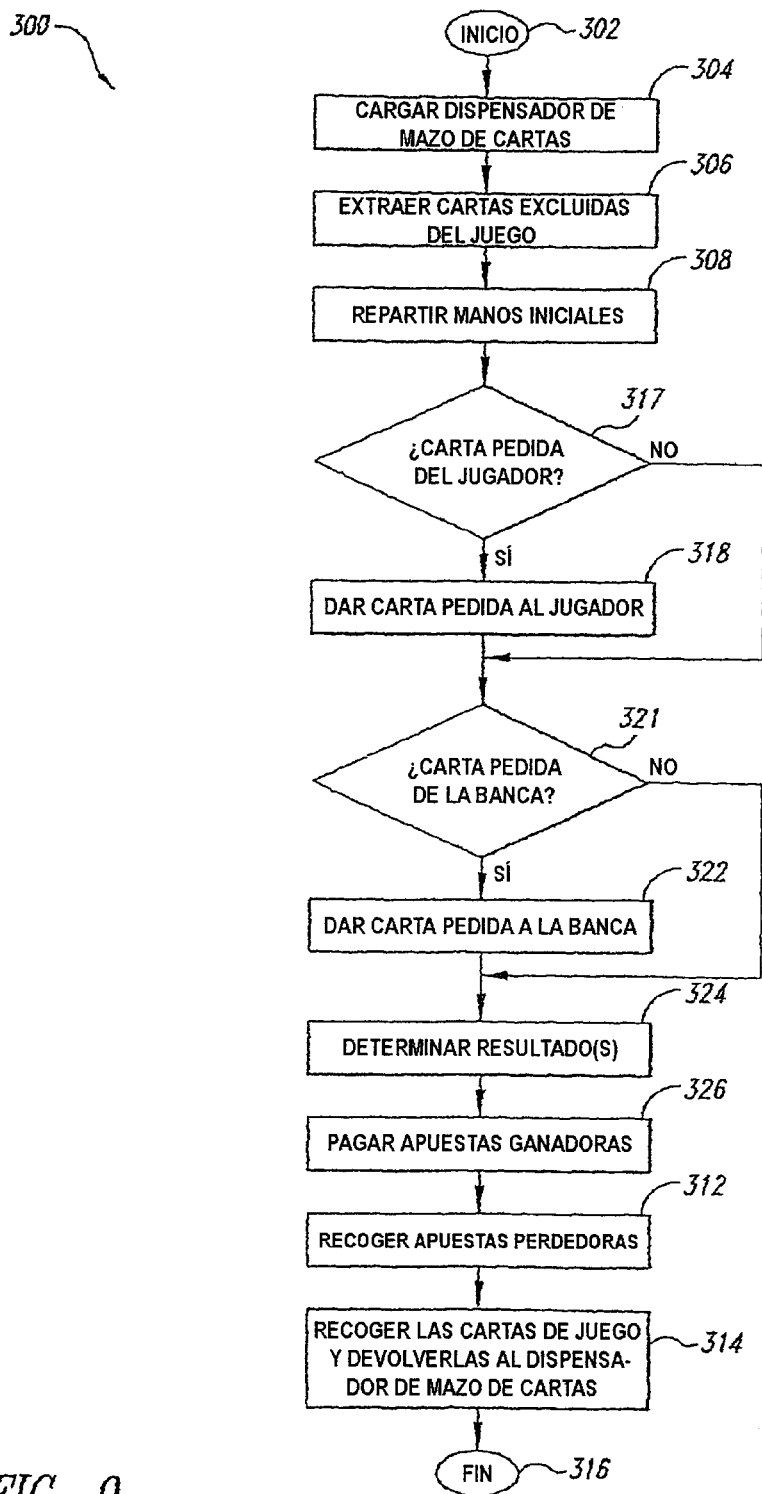 300
INICIO
302
304
CARGAR DISPENSADOR DE
MAZO DE CARTAS
306
EXTRAER CARTAS EXCLUIDAS
DEL JUEGO
308
REPARTIR MANOS INICIALES
317
¿CARTA PEDIDA
DEL JUGADOR?
NO
SÍ
318
DAR CARTA PEDIDA AL JUGADOR
321
¿CARTA PEDIDA
DE LA BANCA?
NO
SÍ
322
DAR CARTA PEDIDA A LA BANCA
324
DETERMINAR RESULTADO(S)
326
PAGAR APUESTAS GANADORAS
312
RECOGER APUESTAS PERDEDORAS
RECOGER LAS CARTAS DE JUEGO
Y DEVOLVERLAS AL DISPENSA-
DOR DE MAZO DE CARTAS
314
FIN
316